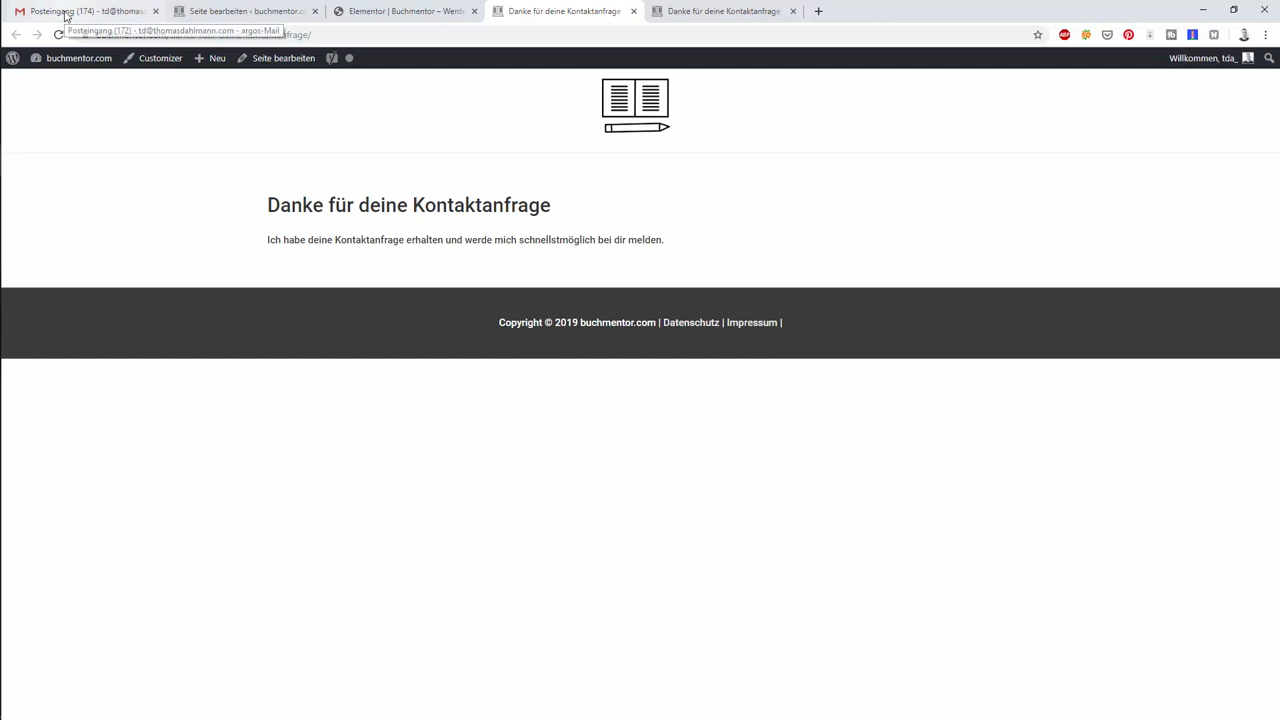 Posteingang (174) - td@thomasc
Seite bearbeiten ‹ buchmentor.co
Elementor | Buchmentor – Werde
Danke für deine Kontaktanfrage
Danke für deine Kontaktanfrage
Posteingang (172) - td@thomasdahlmann.com - argos-Mail
frage/
buchmentor.com
Customizer
Neu
Seite bearbeiten
Willkommen, tda_
Danke für deine Kontaktanfrage
Ich habe deine Kontaktanfrage erhalten und werde mich schnellstmöglich bei dir melden.
Copyright © 2019 buchmentor.com | Datenschutz | Impressum |